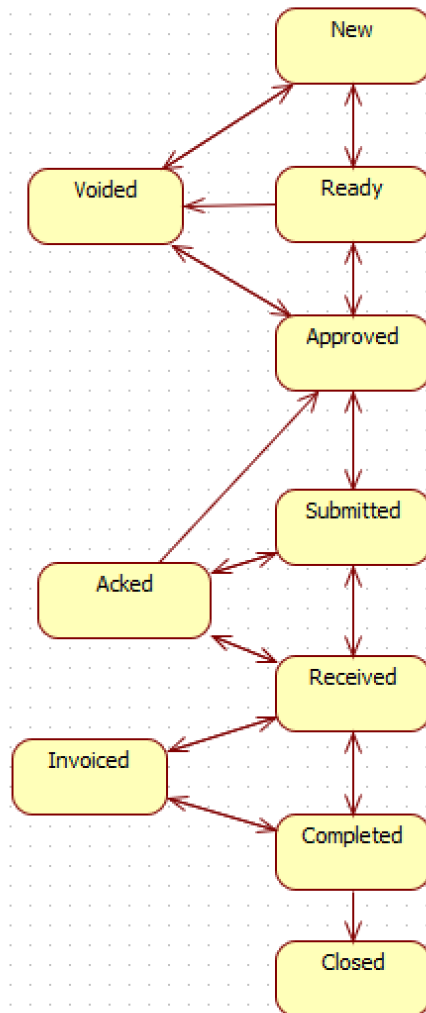 New
Voided
Ready
Approved
Submitted
Acked
Received
Invoiced
Completed
Closed